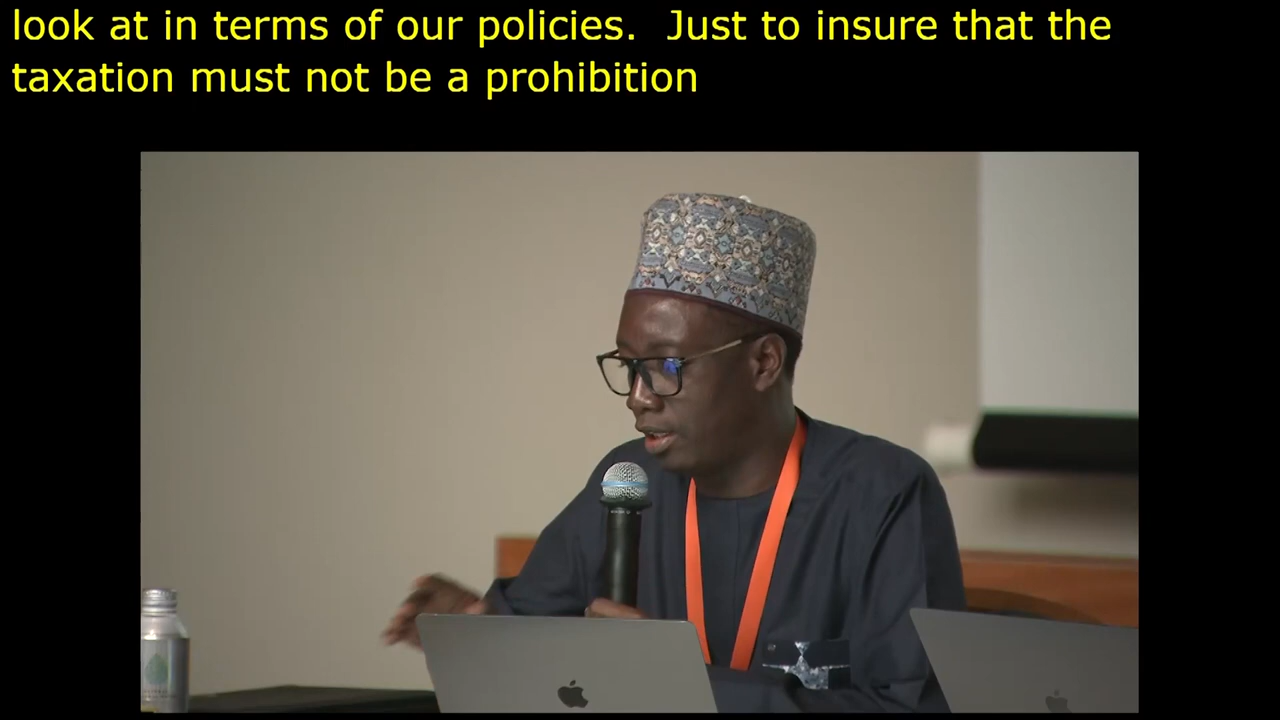 look at in terms of our policies.  Just to insure that the
taxation must not be a prohibition